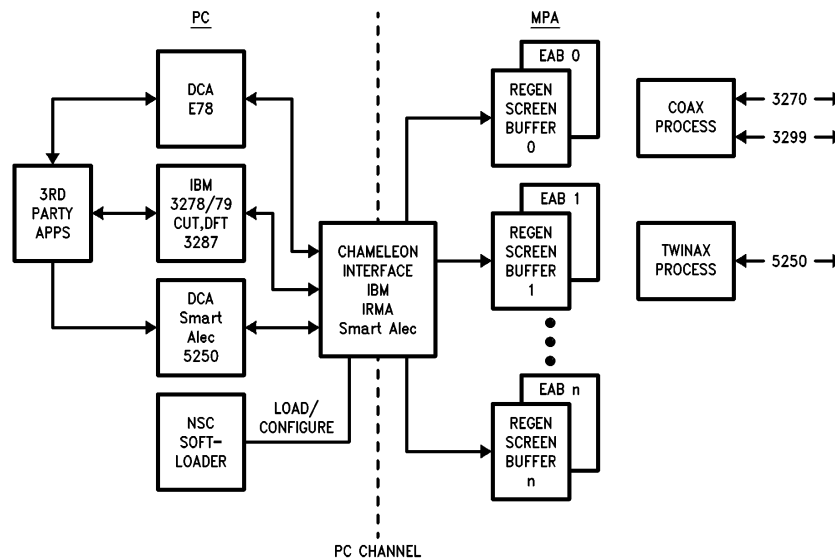 PC
MPA
DCA
E78
3RD
PARTY
APPS
IBM
3278/79
CUT,DFT
3287
DCA
Smart
Alec
5250
NSC
SOFT-
LOADER
LOAD/
CONFIGURE
CHAMELEON
INTERFACE
IBM
IRMA
Smart Alec
EAB 0
REGEN
SCREEN
BUFFER
0
EAB 1
REGEN
SCREEN
BUFFER
1
EAB n
REGEN
SCREEN
BUFFER
n
COAX
PROCESS
3270
3299
TWINAX
PROCESS
5250
PC CHANNEL